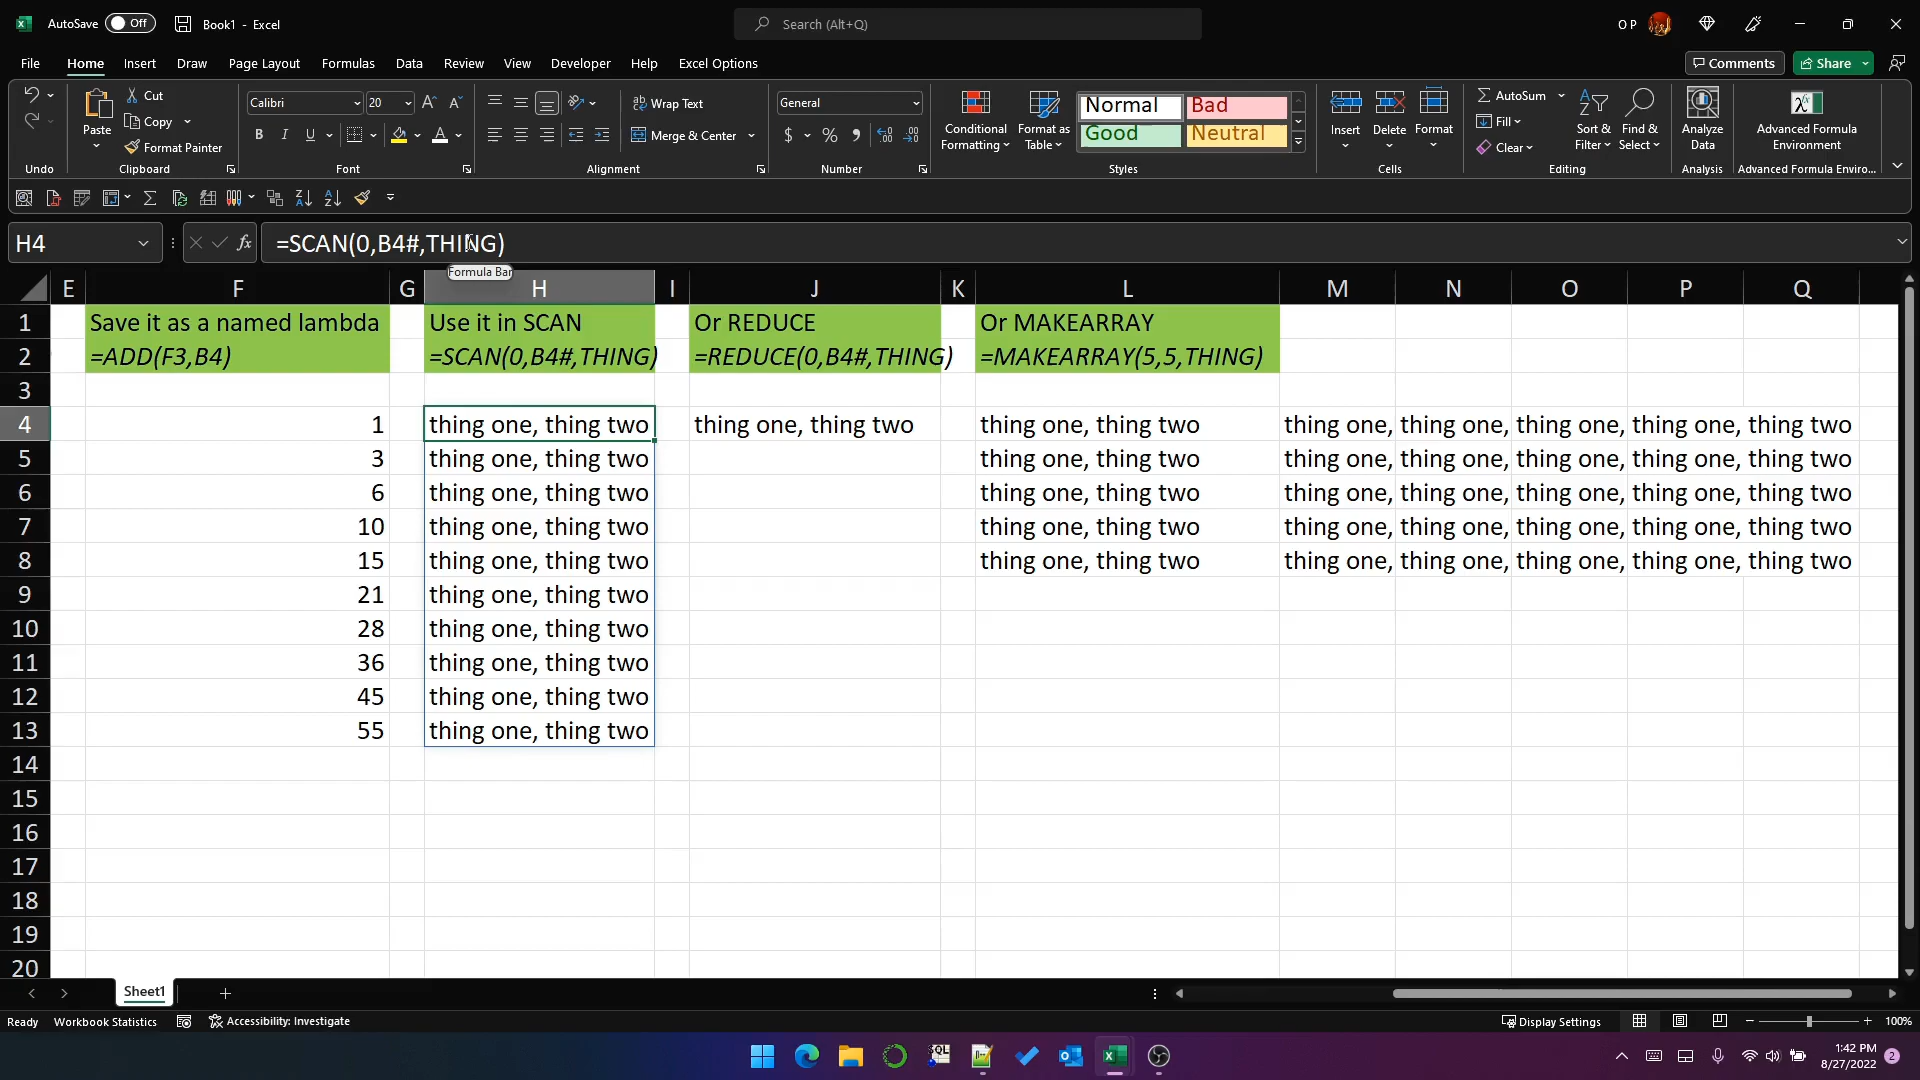 AutoSave Off Book1 - Excel Search (Alt+Q) O P
File Home Insert Draw Page Layout Formulas Data Review View Developer Help Excel Options Comments Share
Cut
Copy
Format Painter
Paste
Calibri 20
B I U
Wrap Text
Merge & Center
General
$ % ,
Conditional Formatting
Format as Table
Normal Bad
Good Neutral
Insert Delete Format
AutoSum
Fill
Clear
Sort & Filter
Find & Select
Analyze Data
Advanced Formula Environment
Undo Clipboard Font Alignment Number Styles Cells Editing Analysis Advanced Formula Enviro...
H4 fx =SCAN(0,B4#,THING)
Formula Bar
E F G H I J K L M N O P Q
1 Save it as a named lambda Use it in SCAN Or REDUCE Or MAKEARRAY
2 =ADD(F3,B4) =SCAN(0,B4#,THING) =REDUCE(0,B4#,THING) =MAKEARRAY(5,5,THING)
3
4 1 thing one, thing two thing one, thing two thing one, thing two thing one, thing one, thing one, thing one, thing two
5 3 thing one, thing two thing one, thing two thing one, thing one, thing one, thing one, thing two
6 6 thing one, thing two thing one, thing two thing one, thing one, thing one, thing one, thing two
7 10 thing one, thing two thing one, thing two thing one, thing one, thing one, thing one, thing two
8 15 thing one, thing two thing one, thing two thing one, thing one, thing one, thing one, thing two
9 21 thing one, thing two
10 28 thing one, thing two
11 36 thing one, thing two
12 45 thing one, thing two
13 55 thing one, thing two
14
15
16
17
18
19
20
Sheet1
Ready Workbook Statistics Accessibility: Investigate Display Settings 100%
SQL
1:42 PM
8/27/2022 2